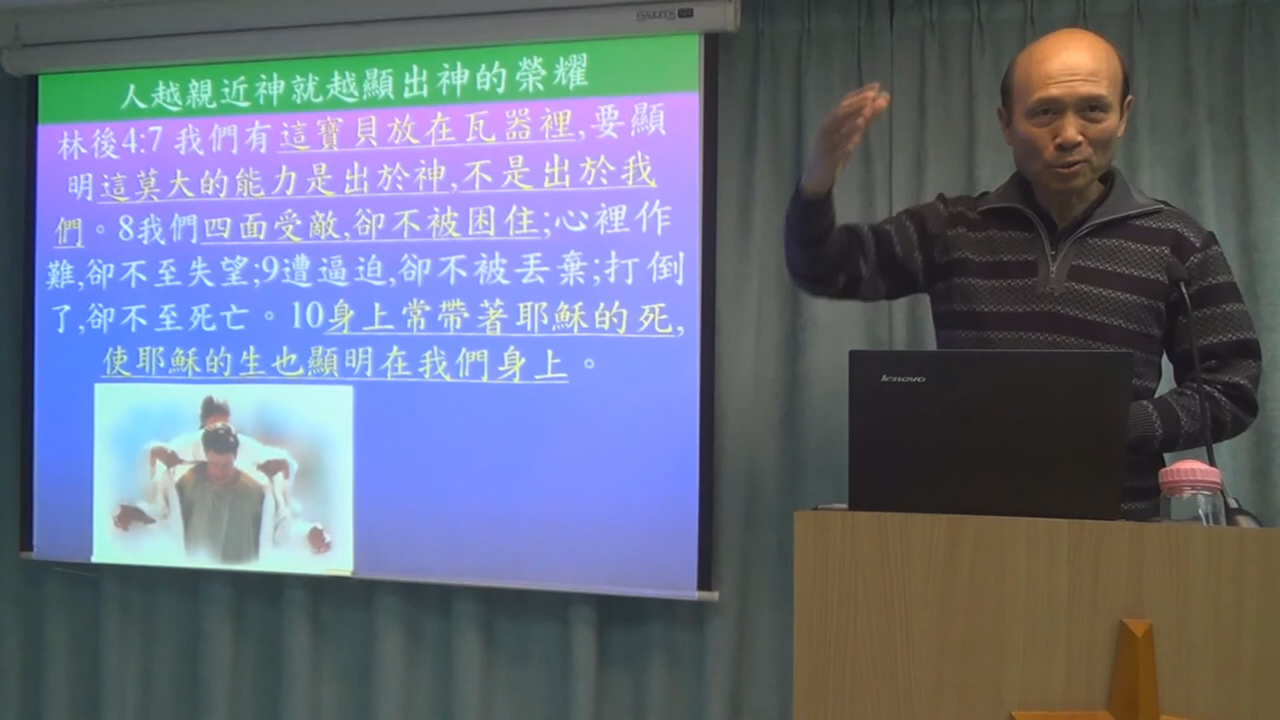 人越親近神就越顯出神的榮耀
林後4:7 我們有這寶貝放在瓦器裡,要顯
明這莫大的能力是出於神,不是出於我
們。8我們四面受敵,卻不被困住;心裡作
難,卻不至失望;9遭逼迫,卻不被丟棄;打倒
了,卻不至死亡。10身上常帶著耶穌的死,
使耶穌的生也顯明在我們身上。
lenovo